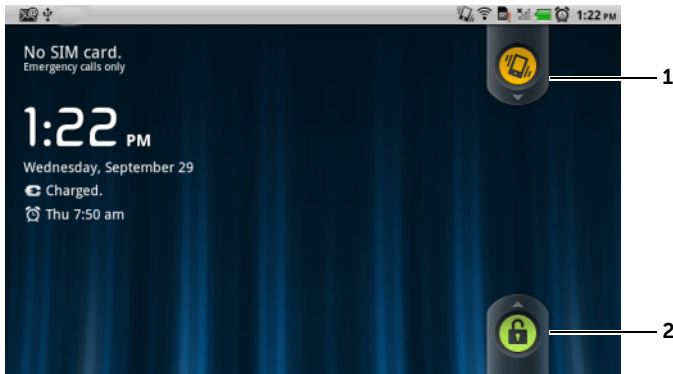 1:22 PM
No SIM card.
Emergency calls only
1:22 PM
Wednesday, September 29
Charged.
Thu 7:50 am
1
2